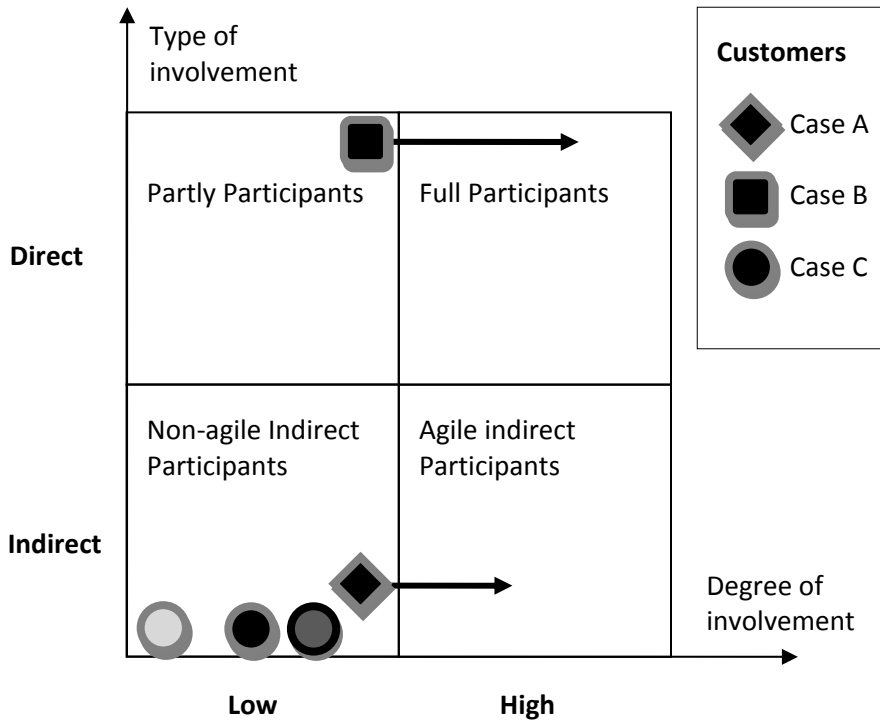 Type of
involvement
Customers
Case A
Case B
Case C
Partly Participants
Full Participants
Direct
Non-agile Indirect
Participants
Agile indirect
Participants
Indirect
Degree of
involvement
Low
High